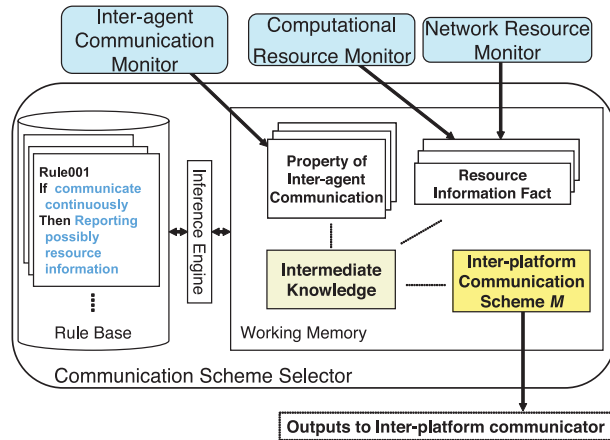 Inter-agent
Communication
Monitor
Computational
Resource Monitor
Network Resource
Monitor
Rule001
If communicate
continuously
Then Reporting
possibly
resource
information
Rule Base
Inference Engine
Property of
Inter-agent
Communication
Resource
Information Fact
Intermediate
Knowledge
Inter-platform
Communication
Scheme M
Working Memory
Communication Scheme Selector
Outputs to Inter-platform communicator